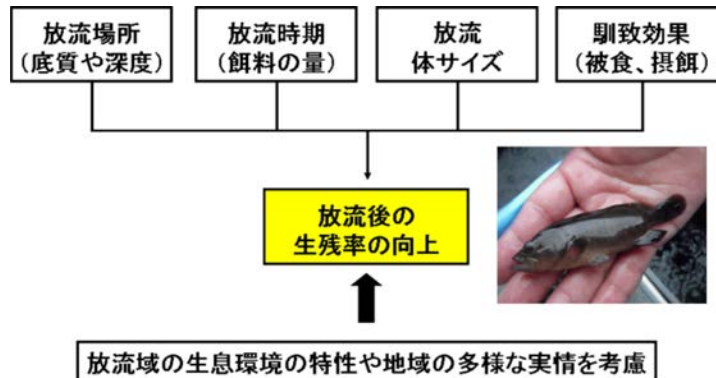 放流場所
(底質や深度)
放流時期
(餌料の量)
放流
体サイズ
馴致効果
(被食、摂餌)
放流後の
生残率の向上
放流域の生息環境の特性や地域の多様な実情を考慮